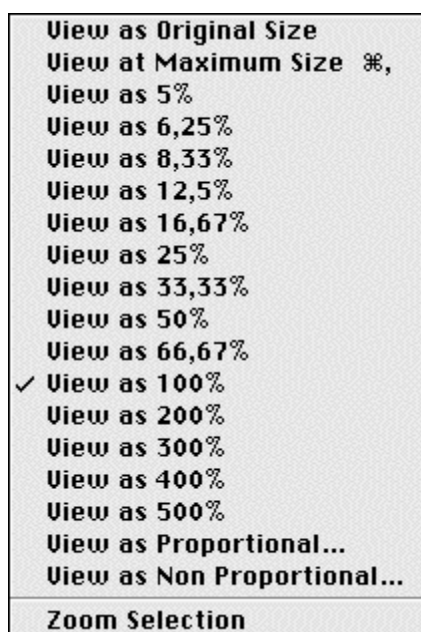 View as Original Size
View at Maximum Size ⌘,
View as 5%
View as 6,25%
View as 8,33%
View as 12,5%
View as 16,67%
View as 25%
View as 33,33%
View as 50%
View as 66,67%
✓ View as 100%
View as 200%
View as 300%
View as 400%
View as 500%
View as Proportional...
View as Non Proportional...
Zoom Selection